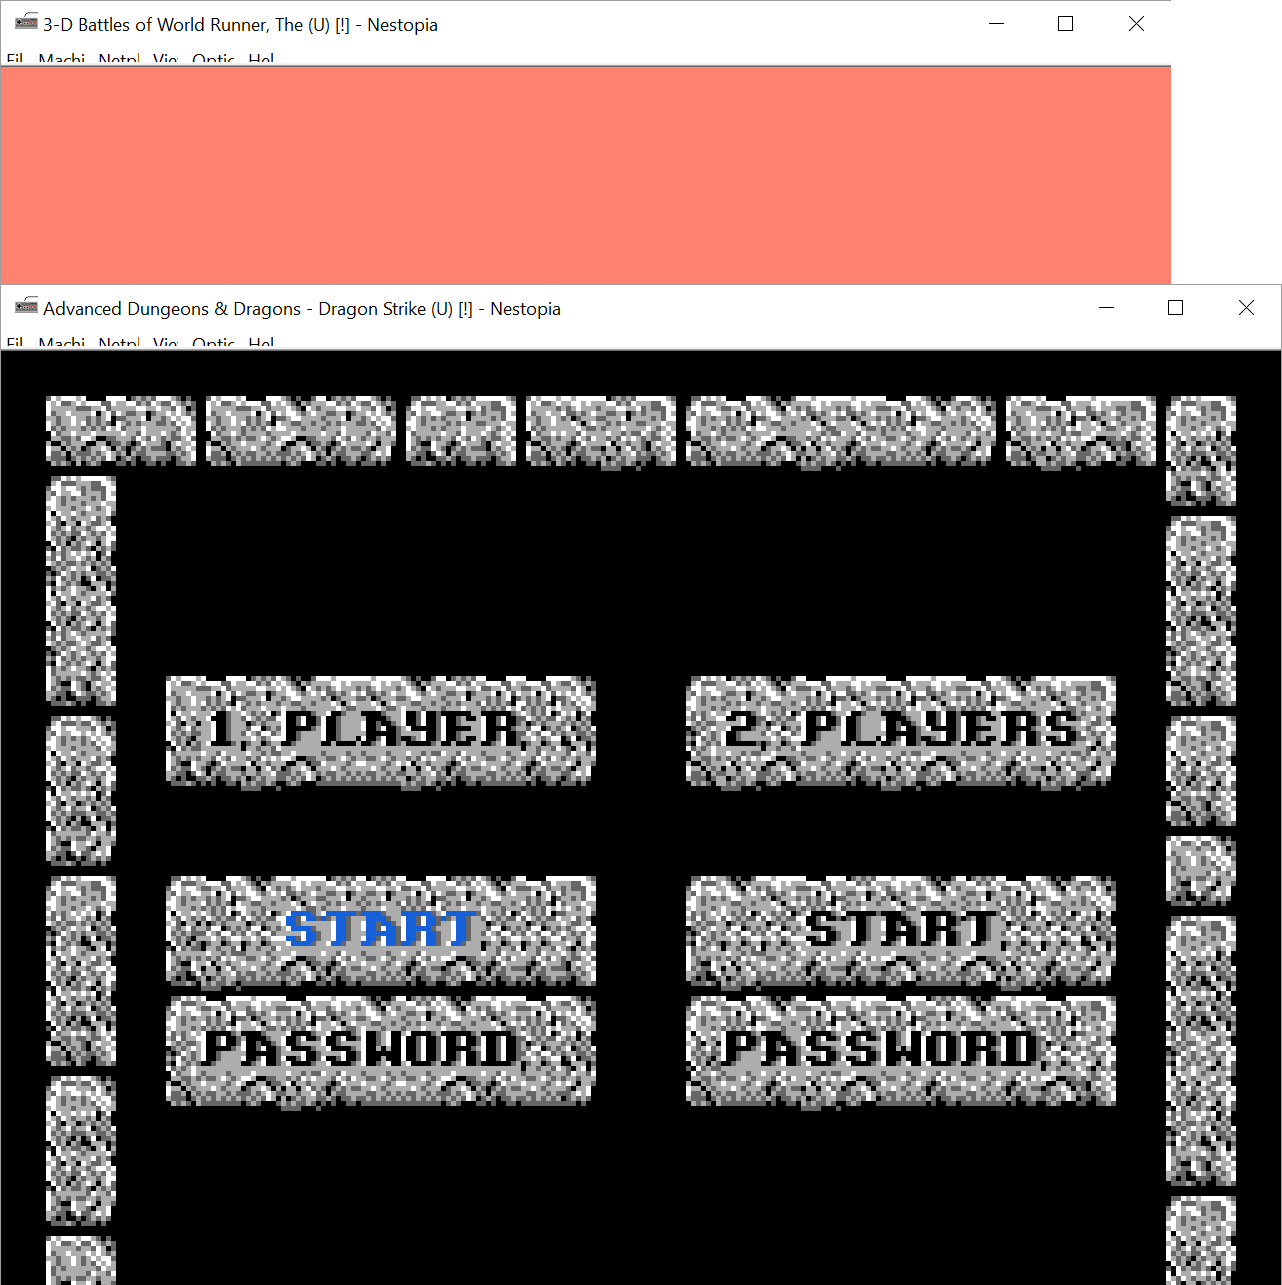 3-D Battles of World Runner, The (U) [!] - Nestopia
Fil Machi Netpl Vie Optic Hel
Advanced Dungeons & Dragons - Dragon Strike (U) [!] - Nestopia
Fil Machi Netpl Vie Optic Hel
1 PLAYER 2 PLAYERS
START START
PASSWORD PASSWORD